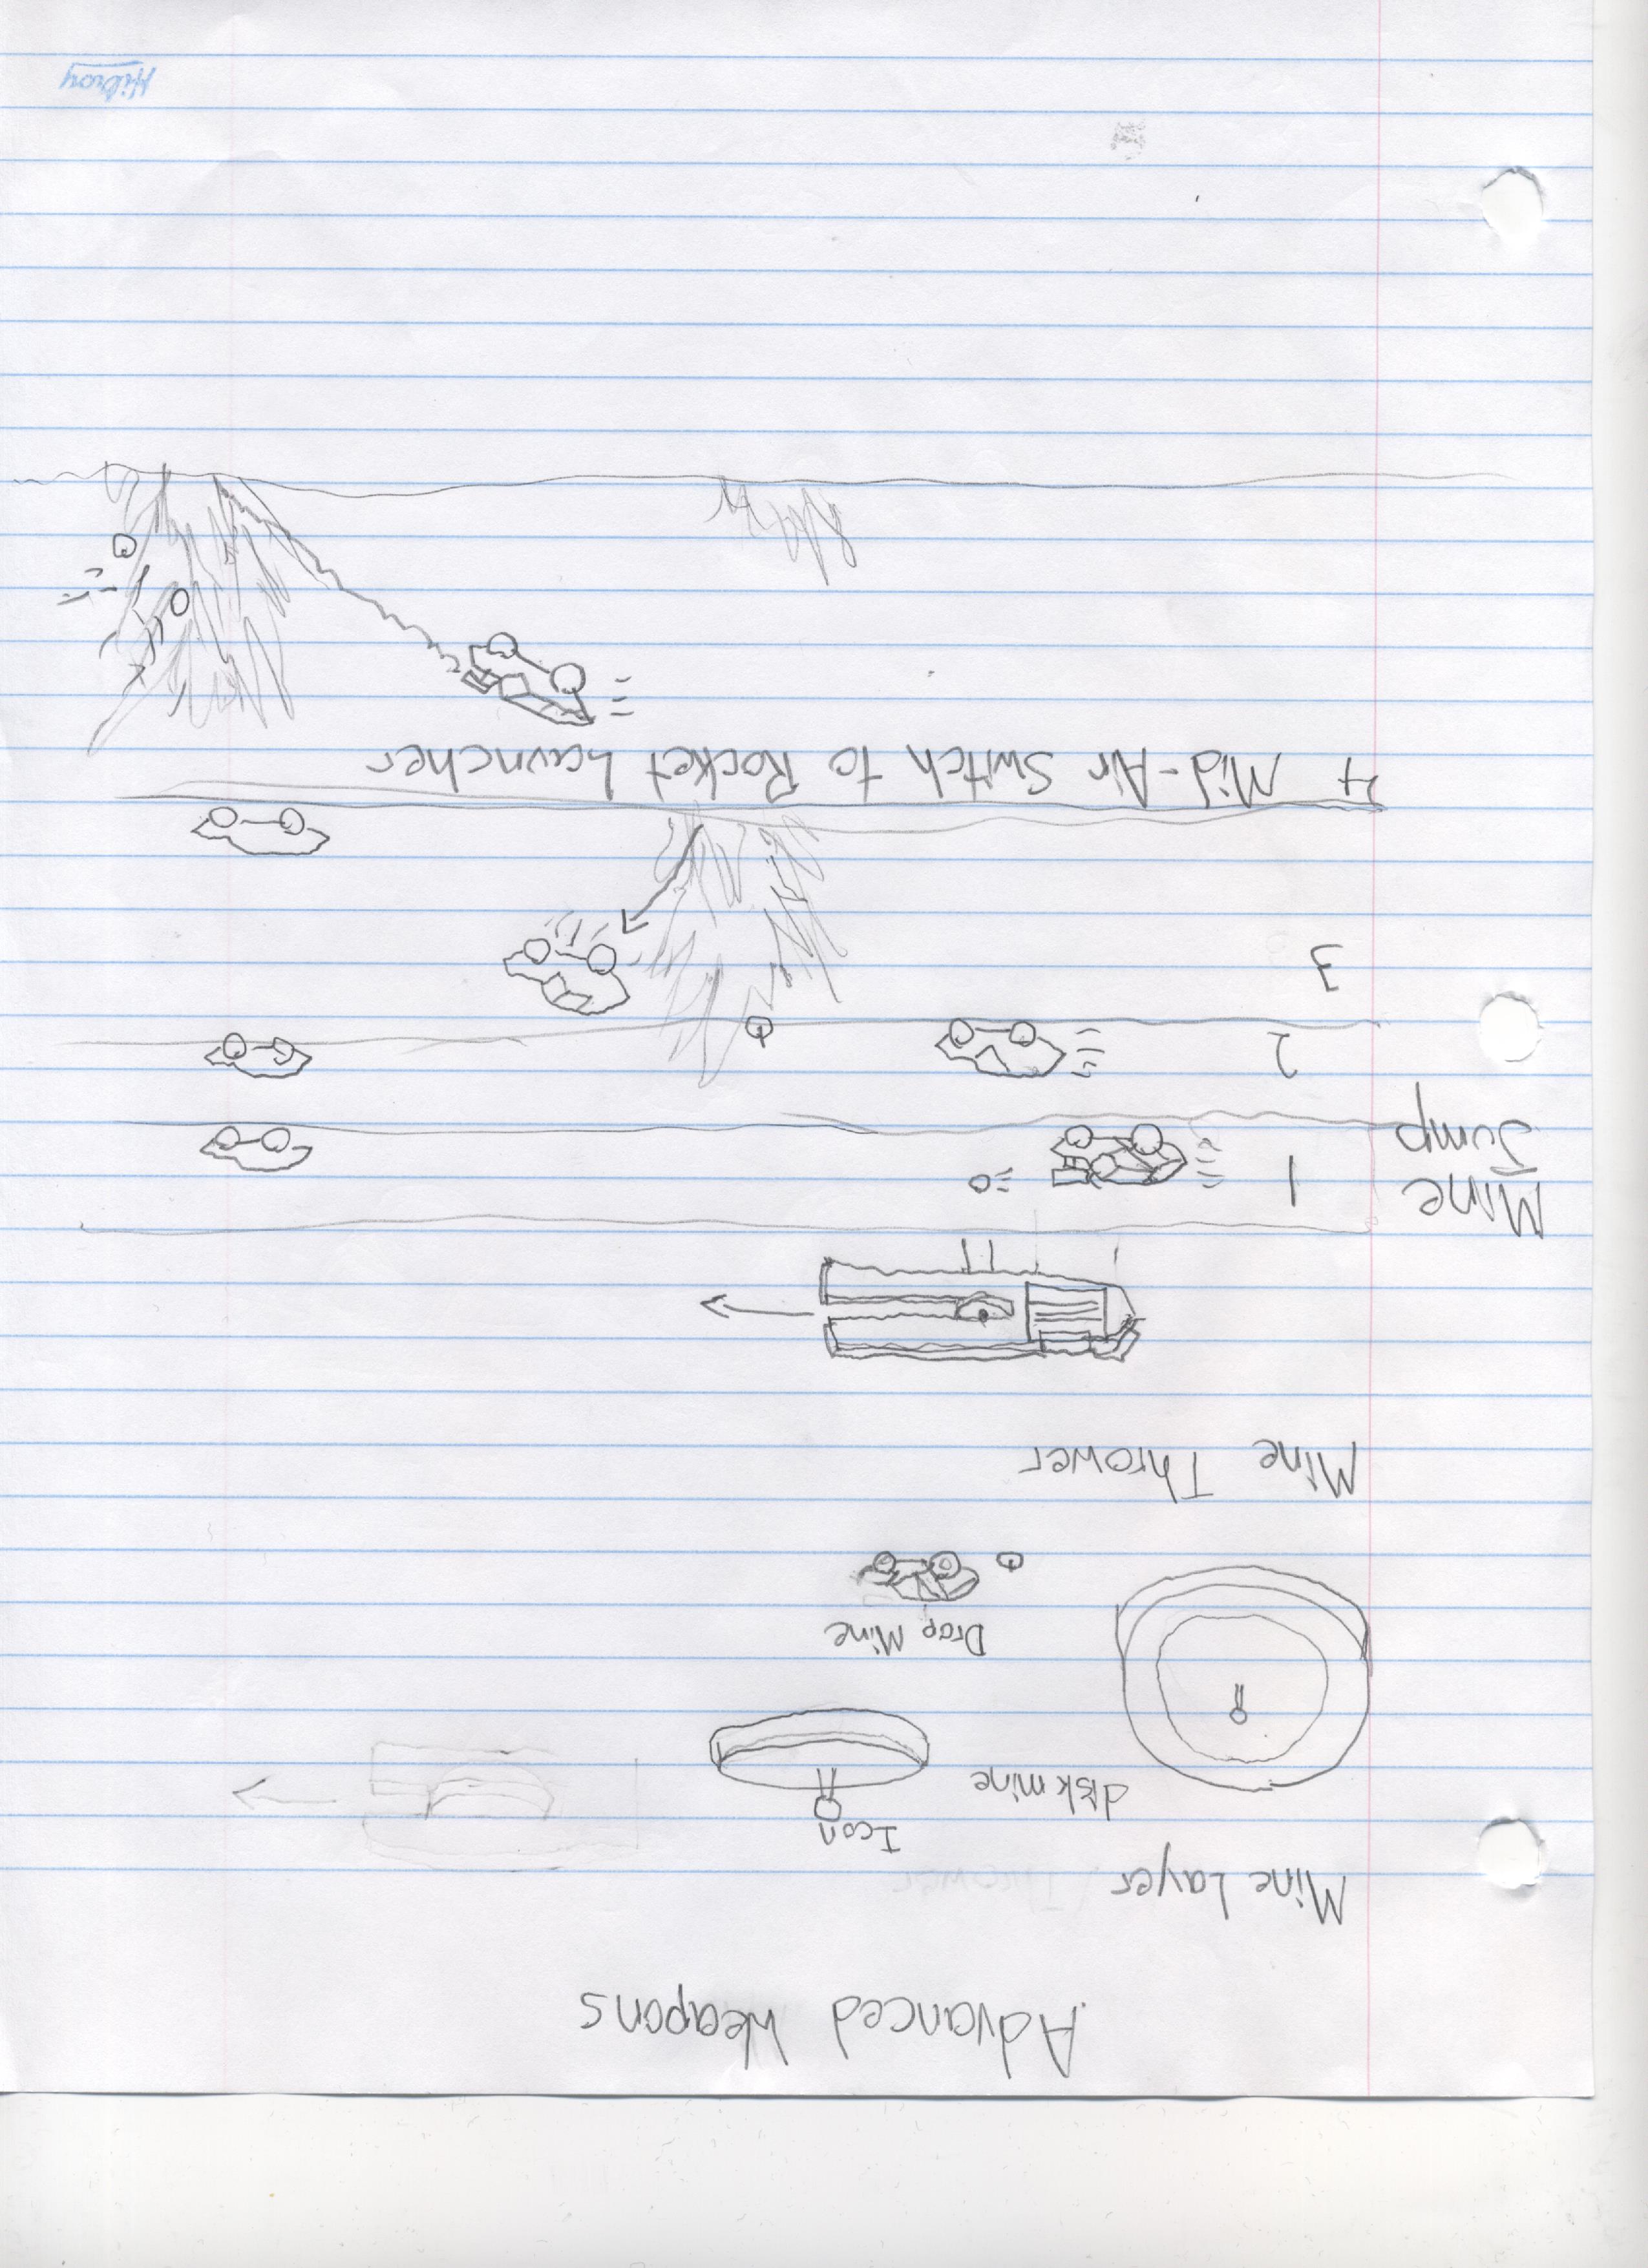 Advanced Weapons
Mine Layer
Thrower
Icon
disk mine
Drop Mine
Mine Thrower
Mine
Jump
1
2
3
4 Mid-Air Switch to Rocket Launcher
Hilroy